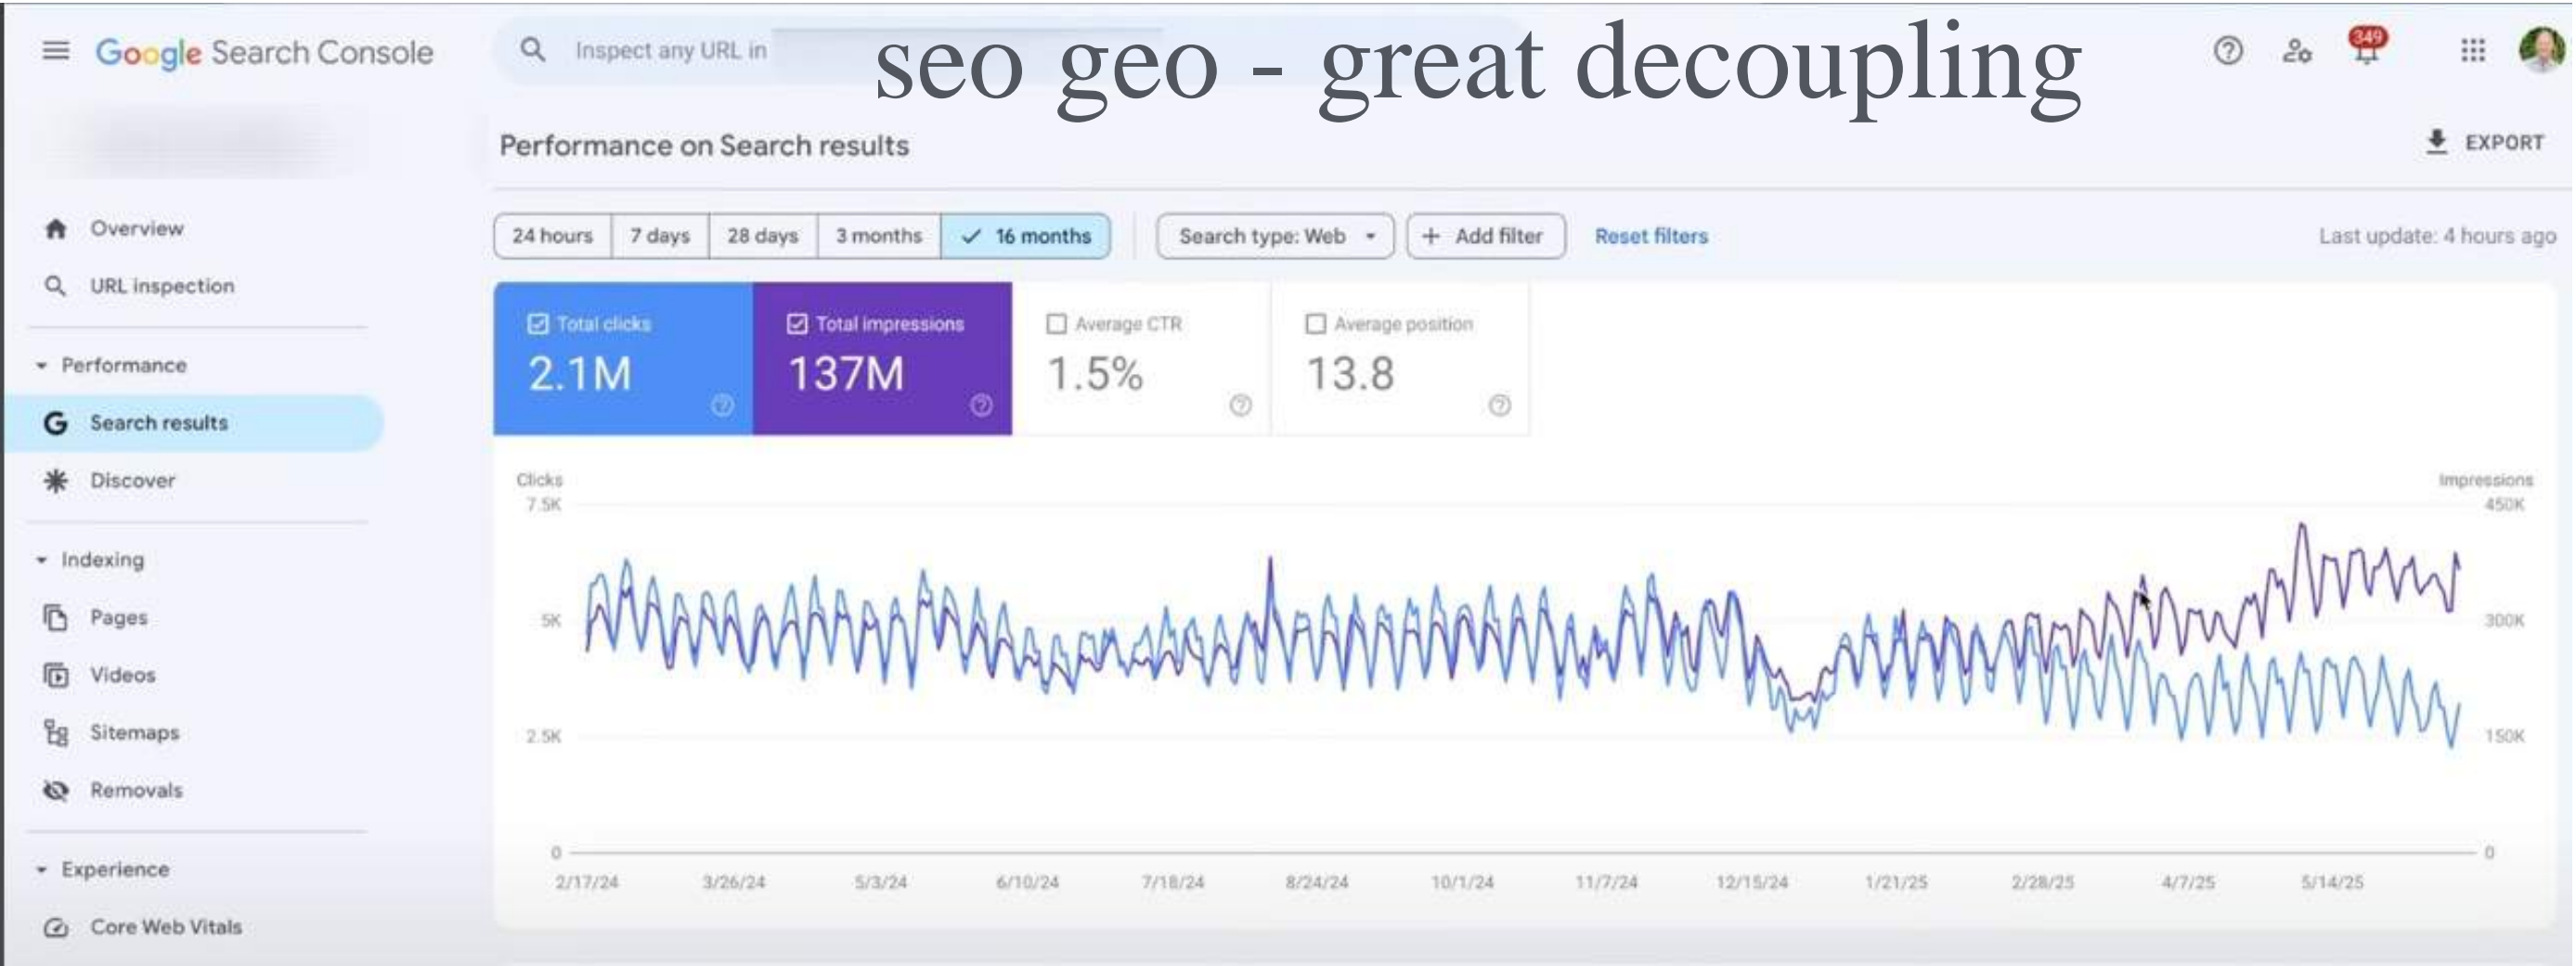 Google Search Console
Inspect any URL in
seo geo - great decoupling
349
Performance on Search results
EXPORT
24 hours
7 days
28 days
3 months
16 months
Search type: Web
+ Add filter
Reset filters
Last update: 4 hours ago
Overview
URL inspection
Performance
Search results
Discover
Indexing
Pages
Videos
Sitemaps
Removals
Experience
Core Web Vitals
Total clicks
2.1M
Total impressions
137M
Average CTR
1.5%
Average position
13.8
Clicks
Impressions
7.5K
450K
5K
300K
2.5K
150K
0
0
2/17/24
3/26/24
5/3/24
6/10/24
7/18/24
8/24/24
10/1/24
11/7/24
12/15/24
1/21/25
2/28/25
4/7/25
5/14/25